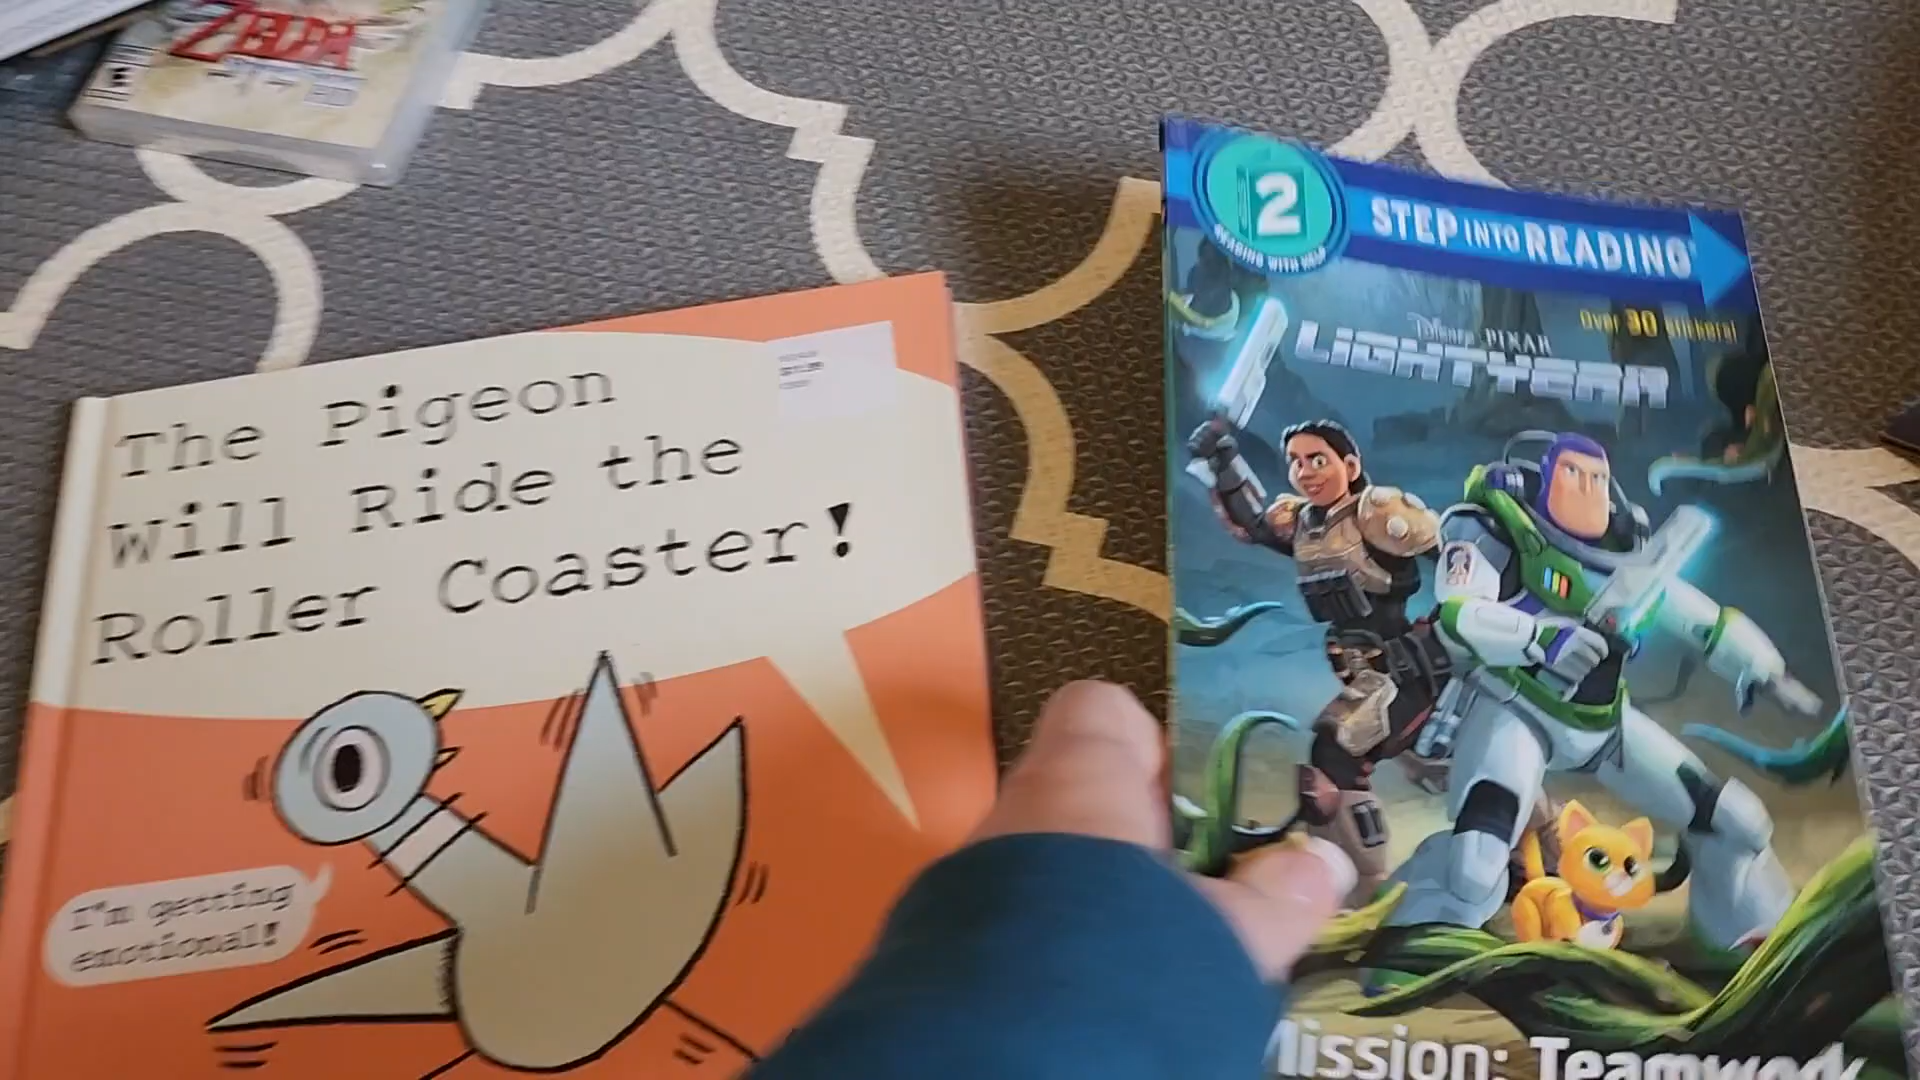 ZELDA
E
The Pigeon
Will Ride the
Roller Coaster!
I'm getting
emotional!
2
READING WITH HELP
STEP INTO READING
Over 30 Stickers!
Disney PIXAR
LIGHTYEAR
Mission: Teamwork